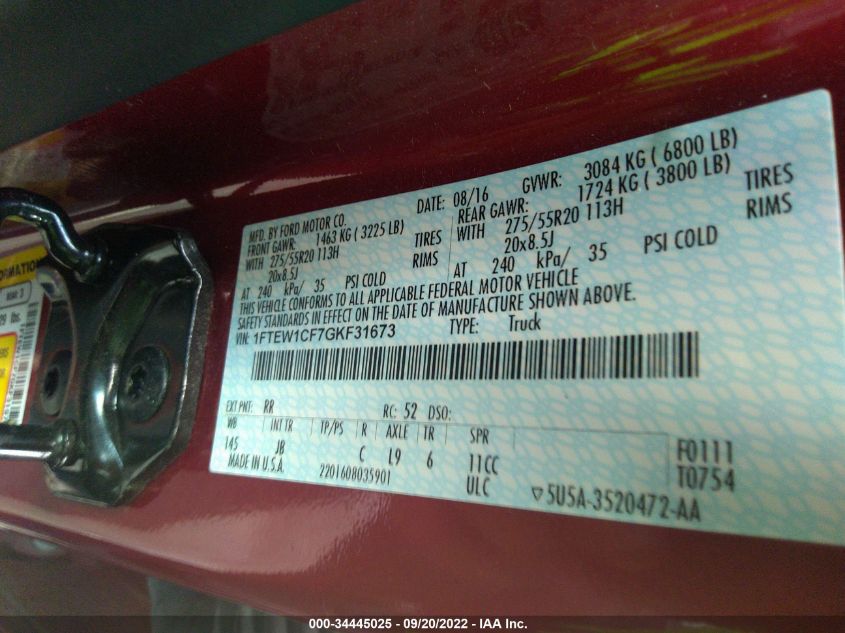 MFD. BY FORD MOTOR CO.
DATE: 08/16 GVWR: 3084 KG ( 6800 LB)
FRONT GAWR: 1463 KG ( 3225 LB)
REAR GAWR: 1724 KG ( 3800 LB)
WITH 275/55R20 113H TIRES
WITH 275/55R20 113H TIRES
20x8.5J RIMS
20x8.5J RIMS
AT 240 kPa/ 35 PSI COLD
AT 240 kPa/ 35 PSI COLD
THIS VEHICLE CONFORMS TO ALL APPLICABLE FEDERAL MOTOR VEHICLE
SAFETY STANDARDS IN EFFECT ON THE DATE OF MANUFACTURE SHOWN ABOVE.
VIN: 1FTEW1CF7GKF31673 TYPE: Truck
EXT PNT: RR RC: 52 DSO:
WB INT TR TP/PS R AXLE TR SPR
145 JB C L9 6 11CC
MADE IN U.S.A. 2201608035901 ULC
F0111
T0754
▽5U5A-3520472-AA
000-34445025 - 09/20/2022 - IAA Inc.